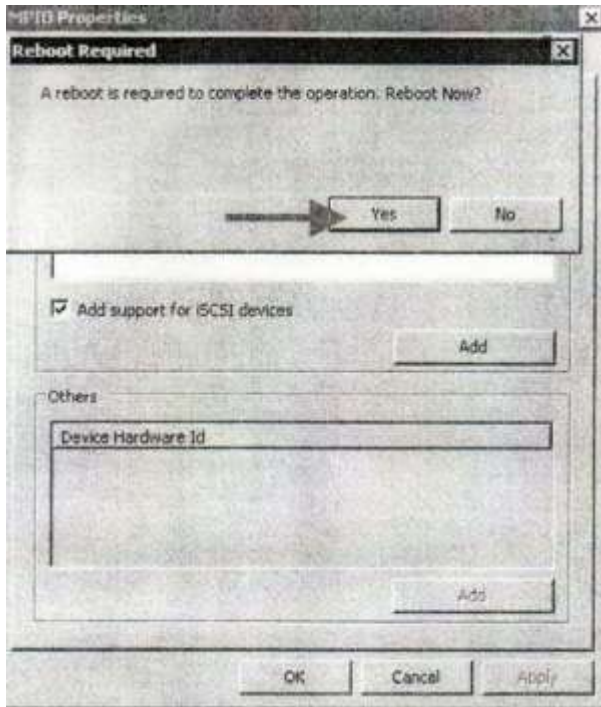 MPIO Properties
Reboot Required
A reboot is required to complete the operation. Reboot Now?
Yes
No
Add support for iSCSI devices
Add
Others
Device Hardware Id
Add
OK
Cancel
Apply